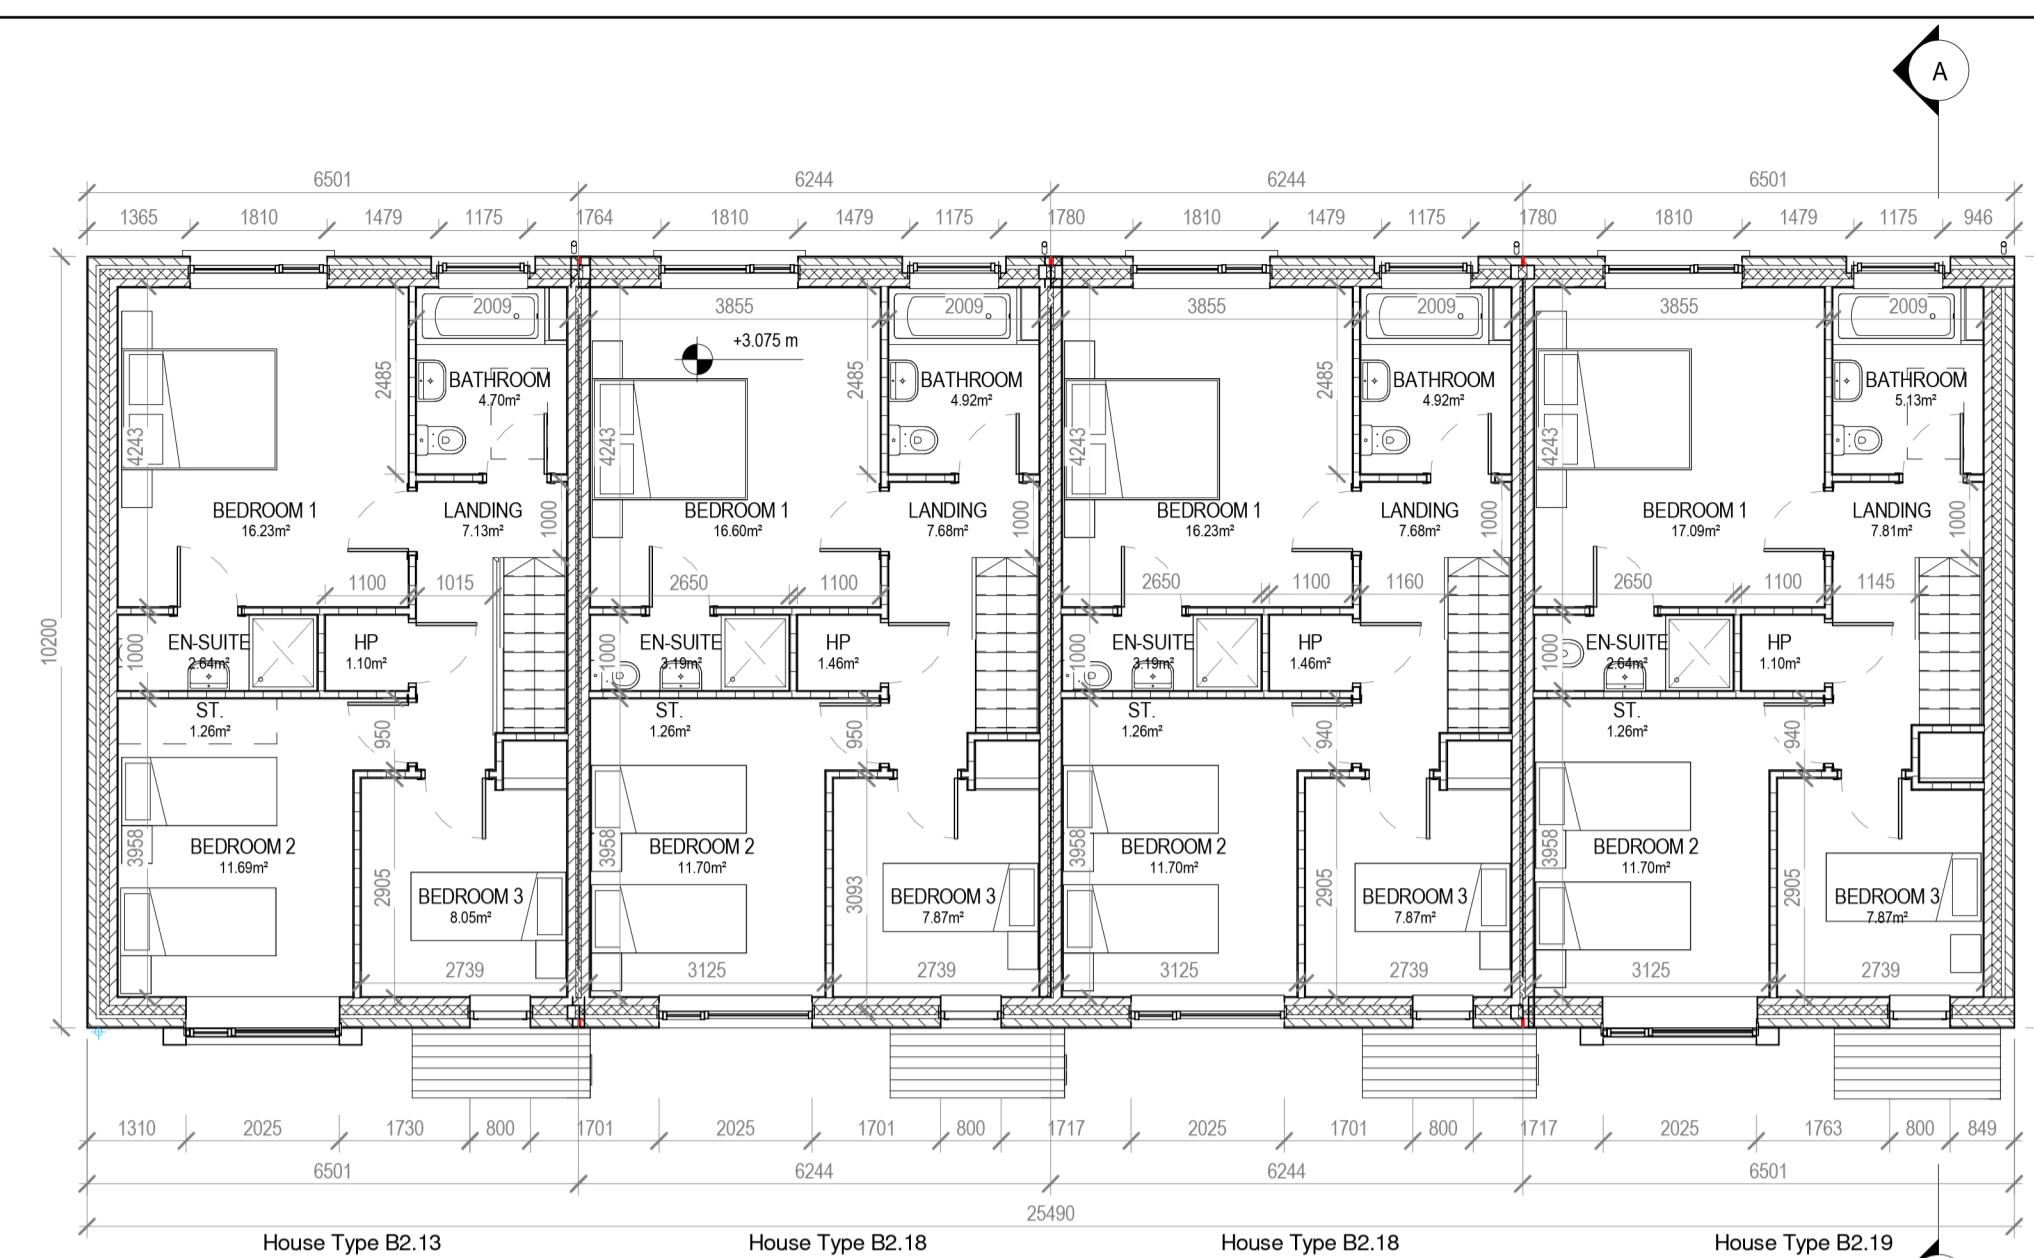 A
6501 6244 6244 6501
1365 1810 1479 1175 1764 1810 1479 1175 1780 1810 1479 1175 1780 1810 1479 1175 946
2009 3855 2009 3855 2009 3855 2009
+3.075 m
2485 2485 2485
BATHROOM BATHROOM BATHROOM BATHROOM
4.70m² 4.92m² 4.92m² 5.13m²
4243 4243 4243 4243
BEDROOM 1 LANDING BEDROOM 1 LANDING BEDROOM 1 LANDING BEDROOM 1 LANDING
16.23m² 7.13m² 16.60m² 7.68m² 16.23m² 7.68m² 17.09m² 7.81m²
1000 1000 1000 1000
1100 1015 2650 1100 2650 1100 1160 2650 1100 1145
10200
EN-SUITE HP EN-SUITE HP EN-SUITE HP EN-SUITE HP
2.64m² 1.10m² 3.19m² 1.46m² 3.19m² 1.46m² 2.64m² 1.10m²
1000 1000 1000 1000
ST. ST. ST. ST.
1.26m² 1.26m² 1.26m² 1.26m²
950 950 940 940
BEDROOM 2 BEDROOM 2 BEDROOM 2 BEDROOM 2
11.69m² 11.70m² 11.70m² 11.70m²
3958 3958 3958 3958
2905 3093 2905 2905
BEDROOM 3 BEDROOM 3 BEDROOM 3 BEDROOM 3
8.05m² 7.87m² 7.87m² 7.87m²
2739 3125 2739 3125 2739 3125 2739
1310 2025 1730 800 1701 2025 1701 800 1717 2025 1701 800 1717 2025 1763 800 849
6501 6244 6244 6501
25490
House Type B2.13 House Type B2.18 House Type B2.18 House Type B2.19